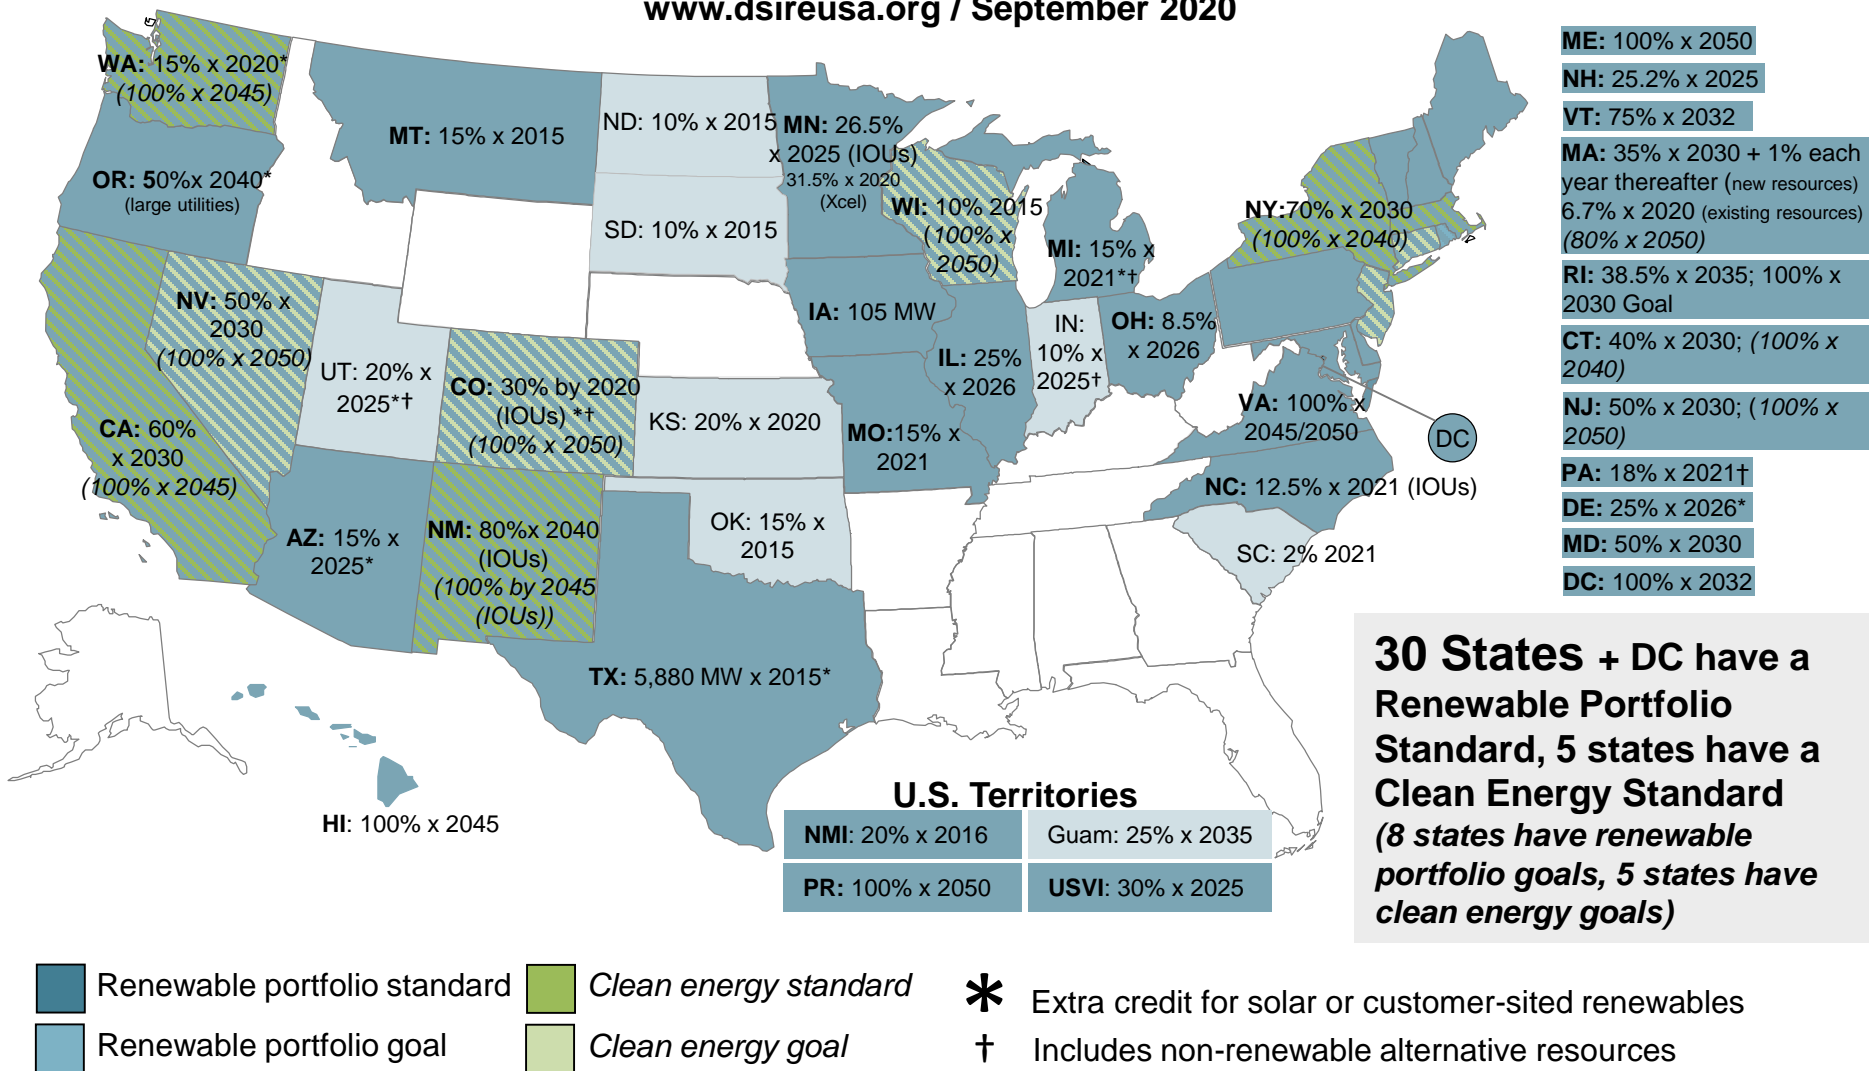 www.dsireusa.org / September 2020
WA: 15% x 2020*
(100% x 2045)
MT: 15% x 2015
ND: 10% x 2015
MN: 26.5%
x 2025 (IOUs)
31.5% x 2020
(Xcel)
OR: 50%x 2040*
(large utilities)
SD: 10% x 2015
WI: 10% 2015
(100% x
2050)
MI: 15% x
2021*†
NY:70% x 2030
(100% x 2040)
NV: 50% x
2030
(100% x 2050)
IA: 105 MW
IN:
10% x
2025†
OH: 8.5%
x 2026
UT: 20% x
2025*†
CO: 30% by 2020
(IOUs) *†
(100% x 2050)
IL: 25%
x 2026
KS: 20% x 2020
MO:15% x
2021
VA: 100% x
2045/2050
DC
CA: 60%
x 2030
(100% x 2045)
NC: 12.5% x 2021 (IOUs)
AZ: 15% x
2025*
NM: 80%x 2040
(IOUs)
(100% by 2045
(IOUs))
OK: 15% x
2015
SC: 2% 2021
TX: 5,880 MW x 2015*
HI: 100% x 2045
ME: 100% x 2050
NH: 25.2% x 2025
VT: 75% x 2032
MA: 35% x 2030 + 1% each
year thereafter (new resources)
6.7% x 2020 (existing resources)
(80% x 2050)
RI: 38.5% x 2035; 100% x
2030 Goal
CT: 40% x 2030; (100% x
2040)
NJ: 50% x 2030; (100% x
2050)
PA: 18% x 2021†
DE: 25% x 2026*
MD: 50% x 2030
DC: 100% x 2032
30 States + DC have a
Renewable Portfolio
Standard, 5 states have a
Clean Energy Standard
(8 states have renewable
portfolio goals, 5 states have
clean energy goals)
U.S. Territories
NMI: 20% x 2016
Guam: 25% x 2035
PR: 100% x 2050
USVI: 30% x 2025
Renewable portfolio standard
Clean energy standard
* Extra credit for solar or customer-sited renewables
Renewable portfolio goal
Clean energy goal
† Includes non-renewable alternative resources